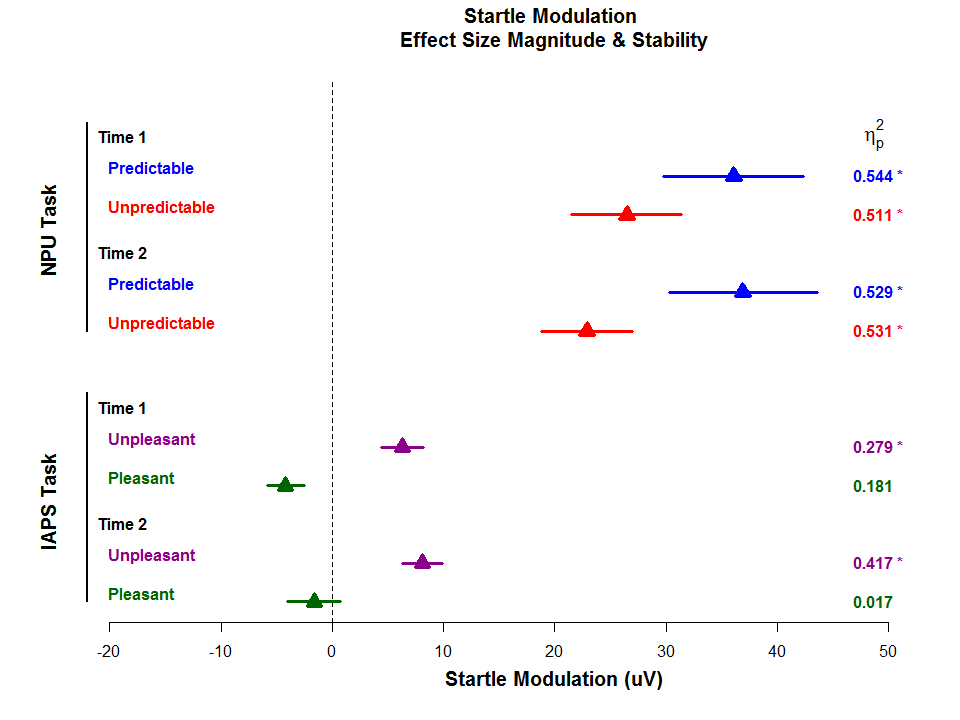 Startle Modulation
Effect Size Magnitude & Stability
η²p
NPU Task
Time 1
Predictable 0.544 *
Unpredictable 0.511 *
Time 2
Predictable 0.529 *
Unpredictable 0.531 *
IAPS Task
Time 1
Unpleasant 0.279 *
Pleasant 0.181
Time 2
Unpleasant 0.417 *
Pleasant 0.017
-20 -10 0 10 20 30 40 50
Startle Modulation (uV)